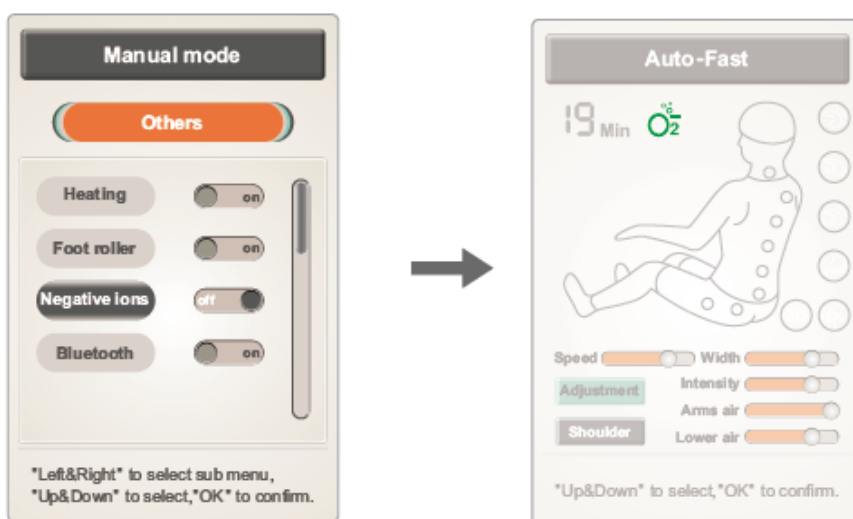 Manual mode
Others
Heating on
Foot roller on
Negative ions off
Bluetooth on
"Left&Right" to select sub menu,
"Up&Down" to select,"OK" to confirm.
Auto-Fast
19 Min O2
Speed Width
Adjustment Intensity
Arms air
Shoulder Lower air
"Up&Down" to select,"OK" to confirm.